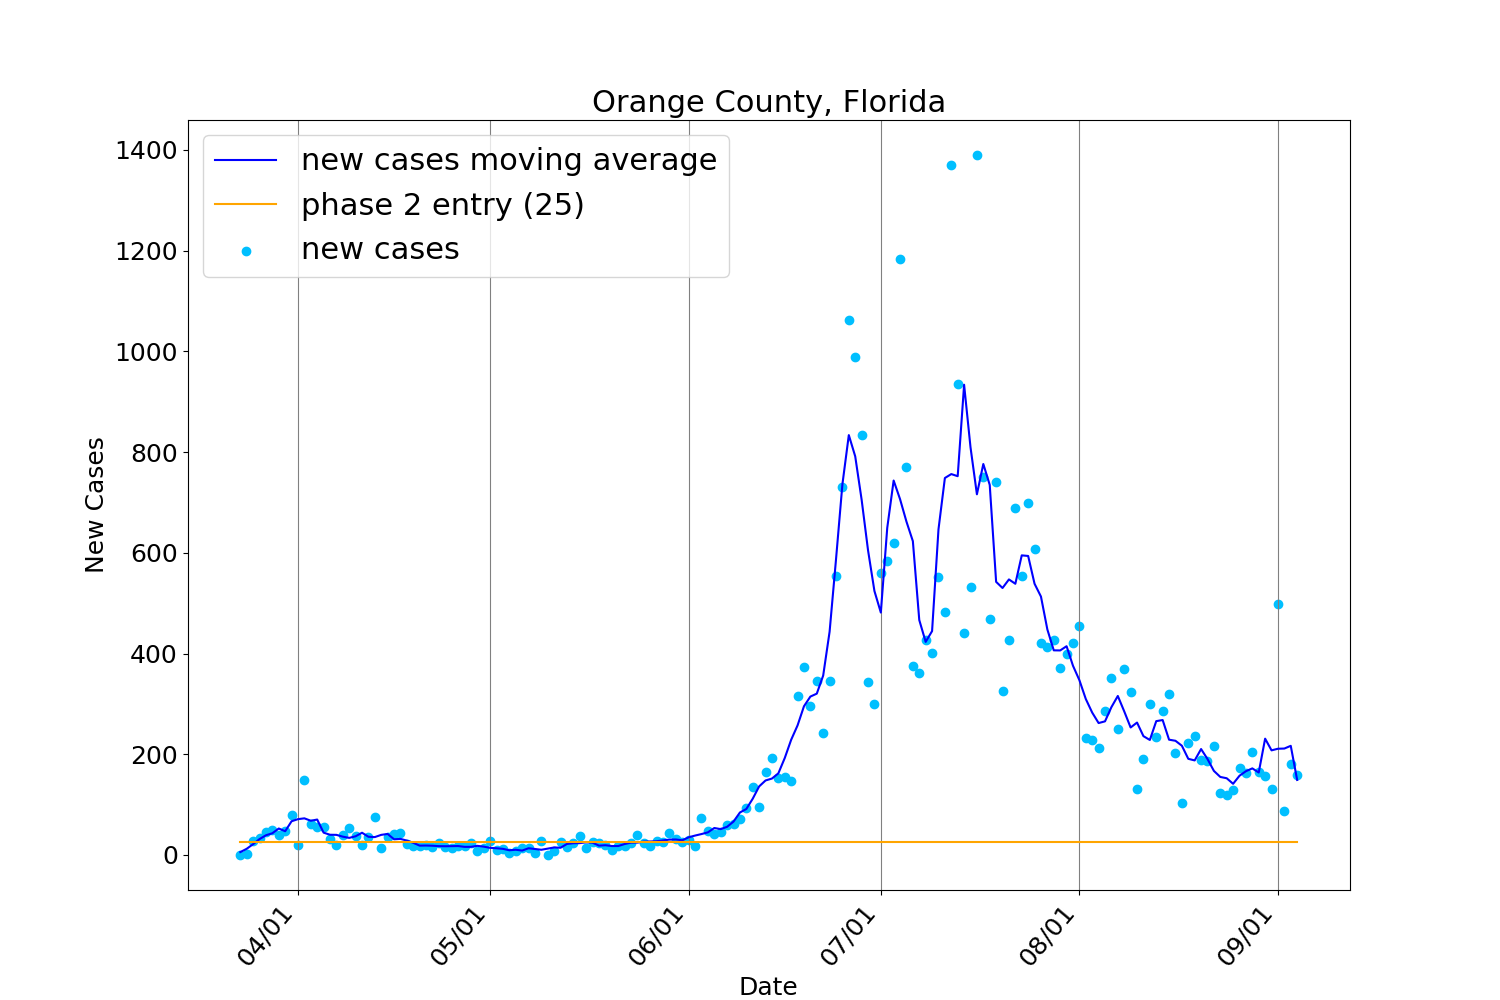 Orange County, Florida
new cases moving average
phase 2 entry (25)
new cases
1400
1200
1000
800
600
400
200
0
New Cases
04/01
05/01
06/01
07/01
08/01
09/01
Date